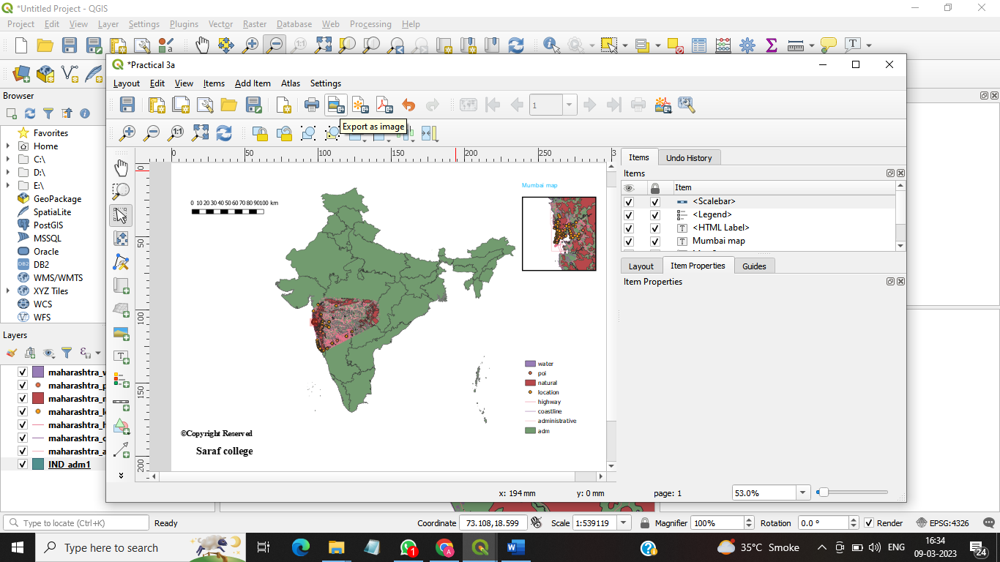 *Untitled Project - QGIS
Project Edit View Layer Settings Plugins Vector Raster Database Web Processing Help
*Practical 3a
Layout Edit View Items Add Item Atlas Settings
1
Export as image
Browser
Favorites
Home
C:\
D:\
E:\
GeoPackage
SpatiaLite
PostGIS
MSSQL
Oracle
DB2
WMS/WMTS
XYZ Tiles
WCS
WFS
Layers
maharashtra_w
maharashtra_p
maharashtra_n
maharashtra_l
maharashtra_h
maharashtra_c
maharashtra_a
IND_adm1
0 50 100 150 200 250 3
0
50
100
150
200
0 10 20 30 40 50 60 70 80 90100 km
Mumbai map
water
poi
natural
location
highway
coastline
administrative
adm
©Copyright Reserved
Saraf college
Items Undo History
Items
Item
<Scalebar>
<Legend>
<HTML Label>
Mumbai map
Layout Item Properties Guides
Item Properties
x: 194 mm y: 0 mm page: 1 53.0%
Type to locate (Ctrl+K) Ready Coordinate 73.108,18.599 Scale 1:539119 Magnifier 100% Rotation 0.0 ° Render EPSG:4326
Type here to search 1 35°C Smoke ENG 16:34
09-03-2023 24